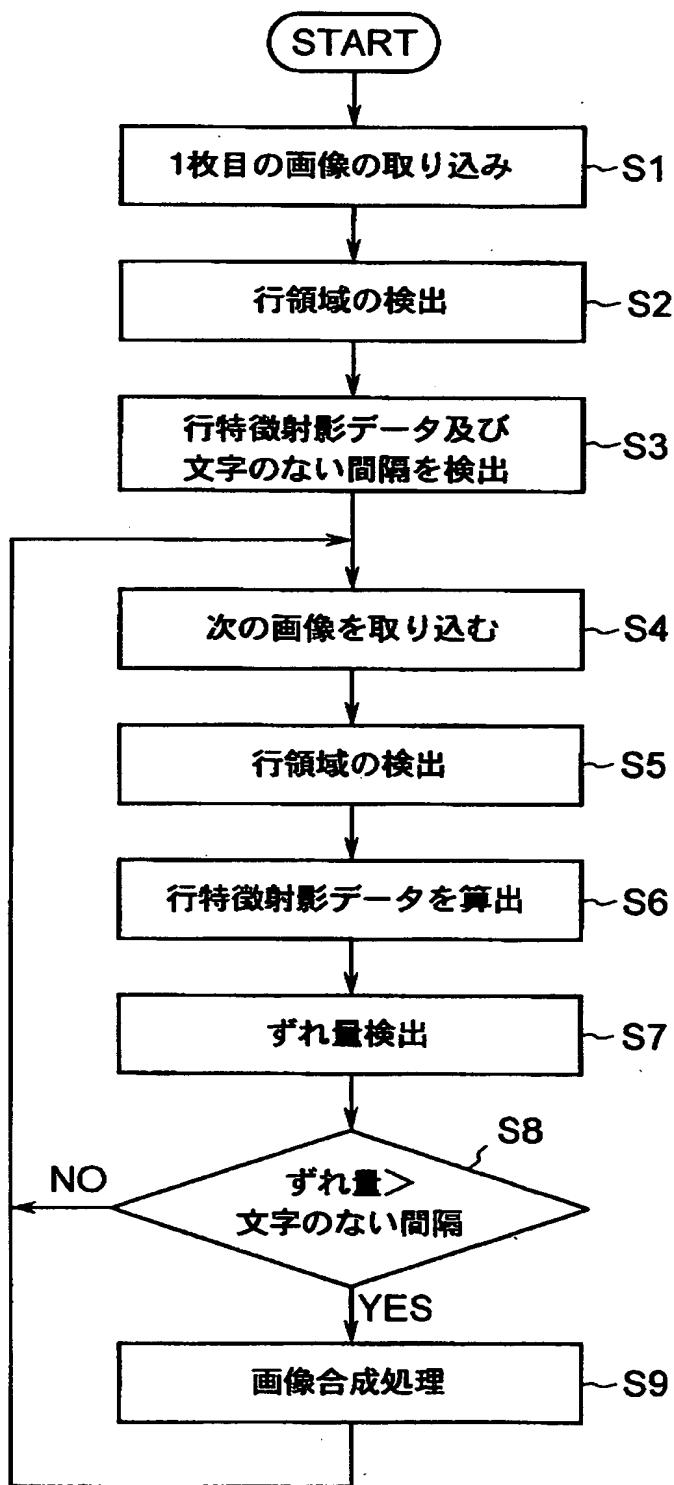 START
1枚目の画像の取り込み
S1
行領域の検出
S2
行特徴射影データ及び
文字のない間隔を検出
S3
次の画像を取り込む
S4
行領域の検出
S5
行特徴射影データを算出
S6
ずれ量検出
S7
S8
NO
ずれ量>
文字のない間隔
YES
画像合成処理
S9